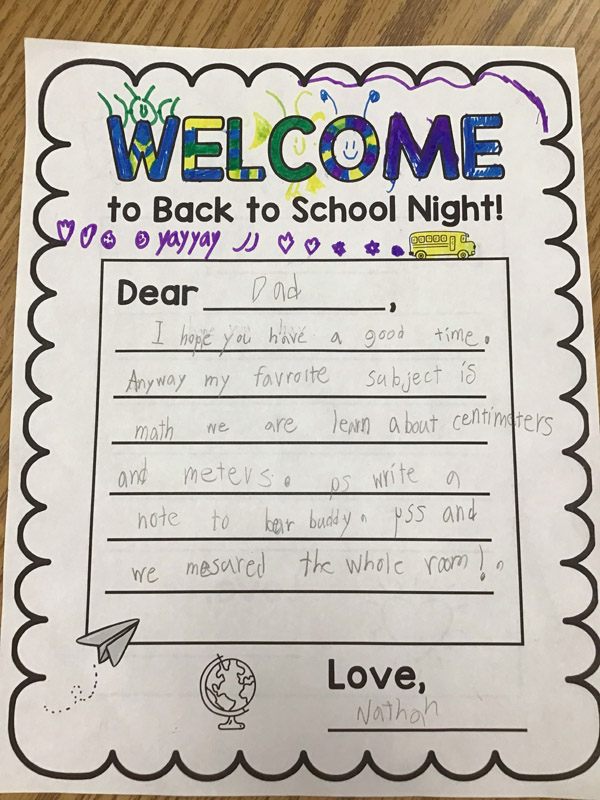 WELCOME
to Back to School Night!
yayyay
Dear Dad,
I hope you have a good time.
Anyway my favroite subject is
math we are learn about centimeters
and meters. ps write a
note to bear buddy. pss and
we mesured the whole room!
Love,
Nathan